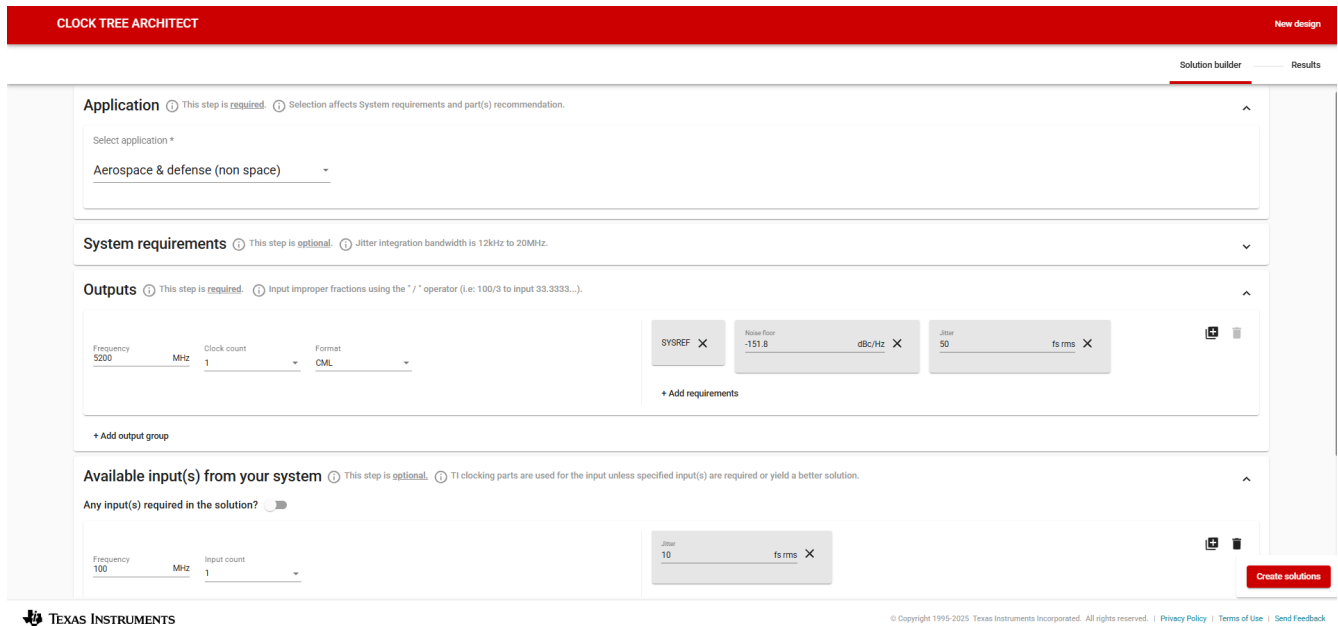 CLOCK TREE ARCHITECT
New design
Solution builder
Results
Application This step is required. Selection affects System requirements and part(s) recommendation.
Select application *
Aerospace & defense (non space)
System requirements This step is optional. Jitter integration bandwidth is 12kHz to 20MHz.
Outputs This step is required. Input improper fractions using the "/" operator (i.e: 100/3 to input 33.3333...).
Frequency
5200 MHz
Clock count
1
Format
CML
SYSREF
Noise floor
-151.8 dBc/Hz
Jitter
50 fs rms
+ Add requirements
+ Add output group
Available input(s) from your system This step is optional. TI clocking parts are used for the input unless specified input(s) are required or yield a better solution.
Any input(s) required in the solution?
Frequency
100 MHz
Input count
1
Jitter
10 fs rms
Create solutions
TEXAS INSTRUMENTS
© Copyright 1995-2025 Texas Instruments Incorporated. All rights reserved. | Privacy Policy | Terms of Use | Send Feedback